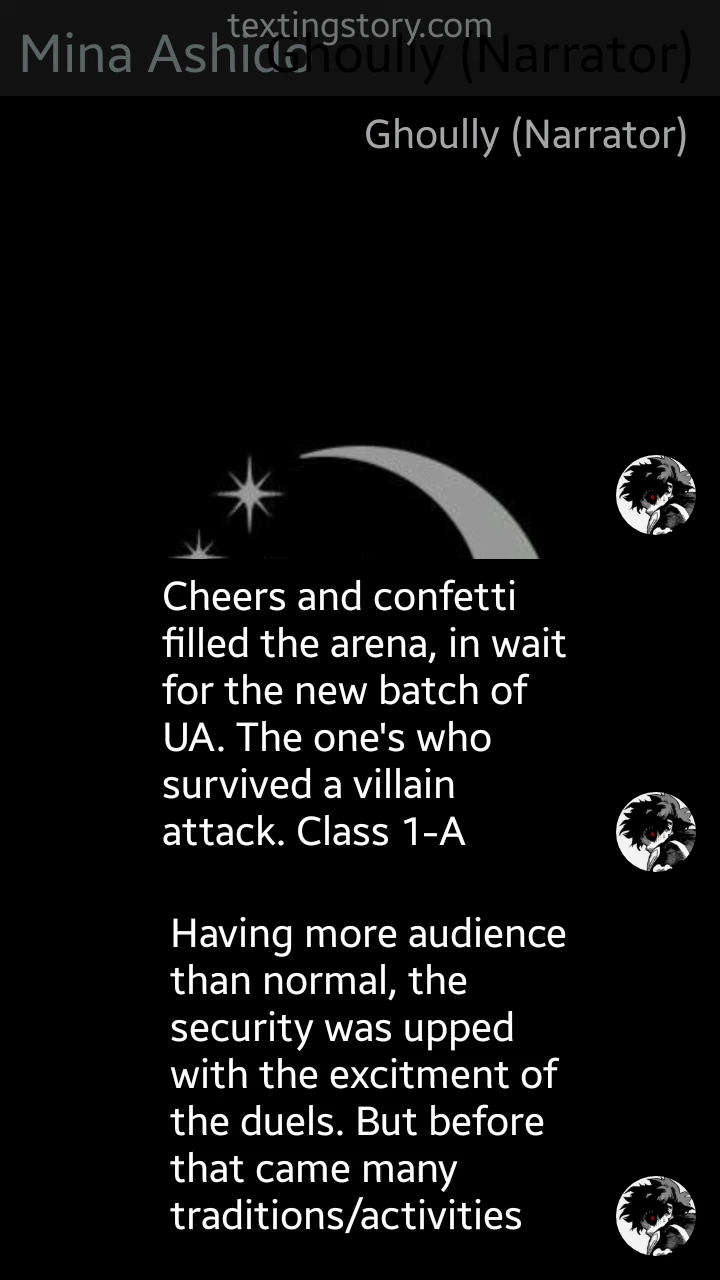 textingstory.com
Mina Ashido
Ghoully (Narrator)
Ghoully (Narrator)
Cheers and confetti
filled the arena, in wait
for the new batch of
UA. The one's who
survived a villain
attack. Class 1-A
Having more audience
than normal, the
security was upped
with the excitment of
the duels. But before
that came many
traditions/activities